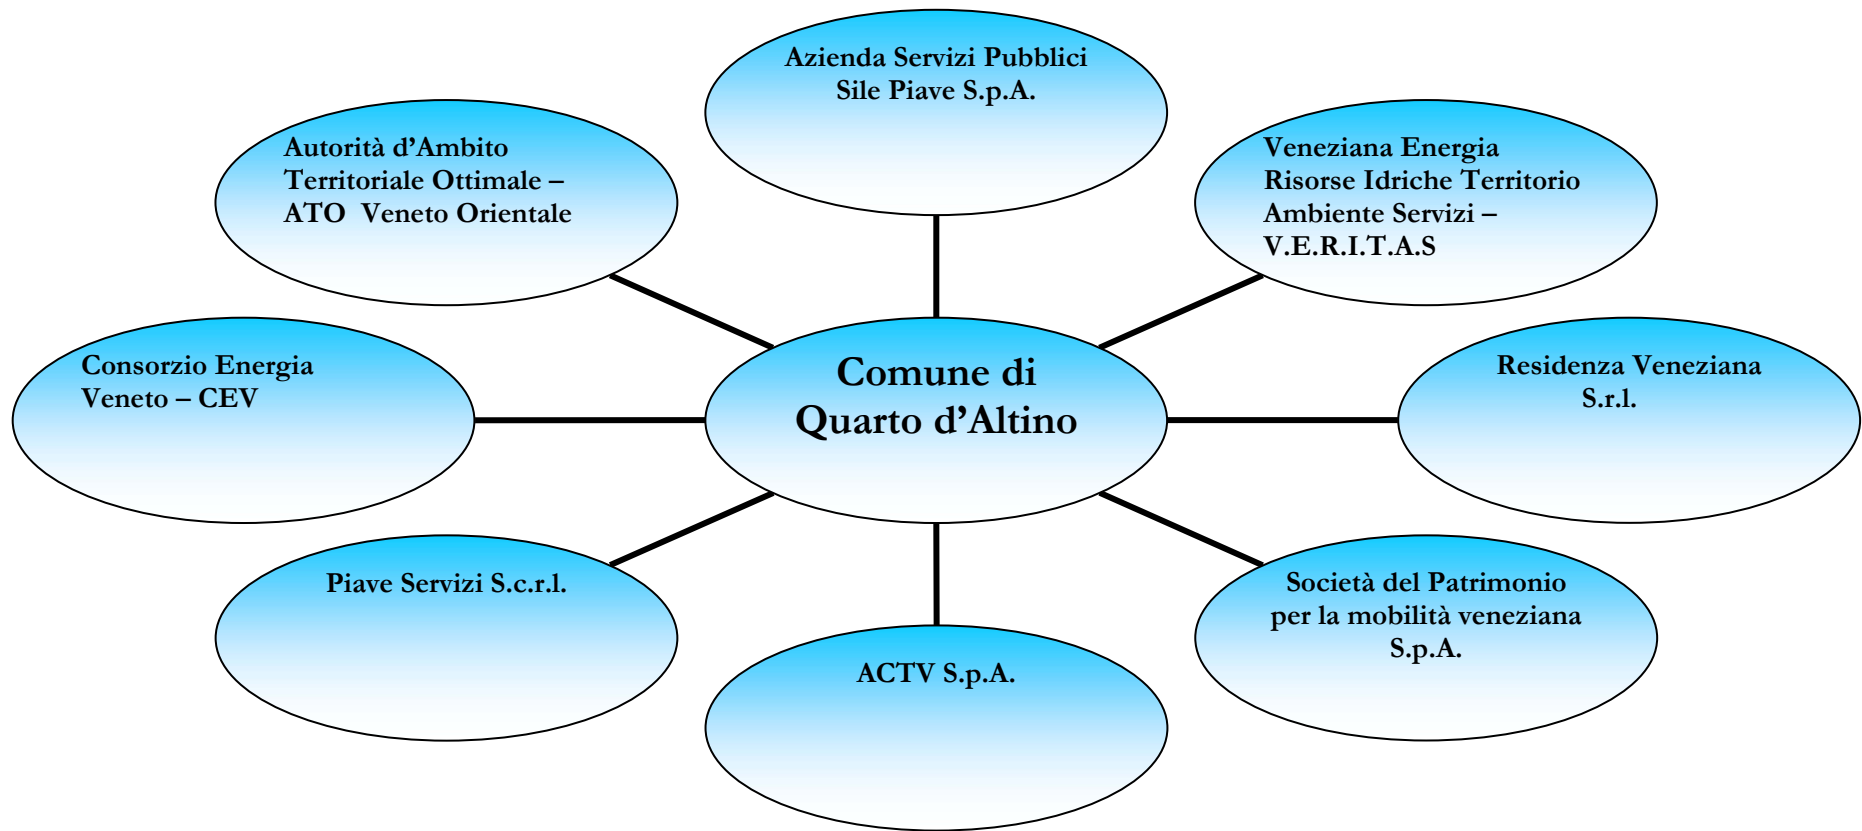 Azienda Servizi Pubblici
Sile Piave S.p.A.
Autorità d’Ambito
Territoriale Ottimale –
ATO  Veneto Orientale
Veneziana Energia
Risorse Idriche Territorio
Ambiente Servizi –
V.E.R.I.T.A.S
Consorzio Energia
Veneto – CEV
Comune di
Quarto d’Altino
Residenza Veneziana
S.r.l.
Piave Servizi S.c.r.l.
Società del Patrimonio
per la mobilità veneziana
S.p.A.
ACTV S.p.A.